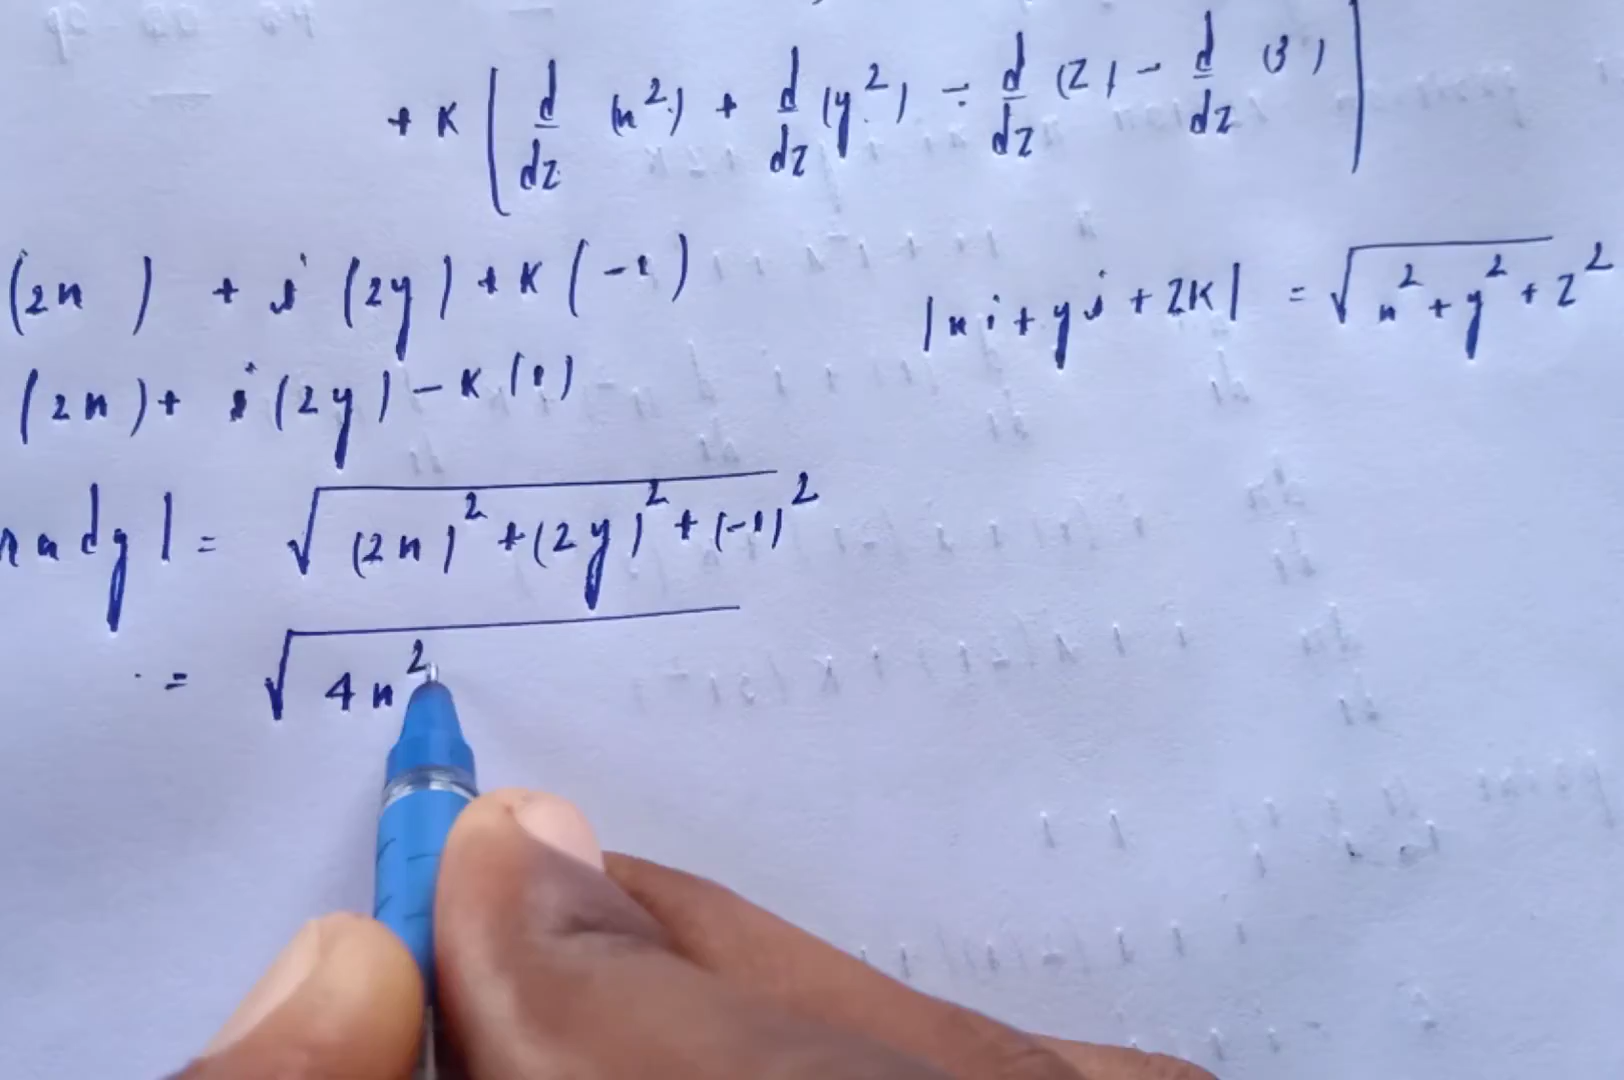 + K [ d/dz (x²) + d/dz (y²) - d/dz (z) - d/dz (3) ]
(2x) + j (2y) + K (-1)
|xi + yj + zK| = √x² + y² + z²
(2x) + j (2y) - K (1)
rad g| = √(2x)² + (2y)² + (-1)²
= √4x²